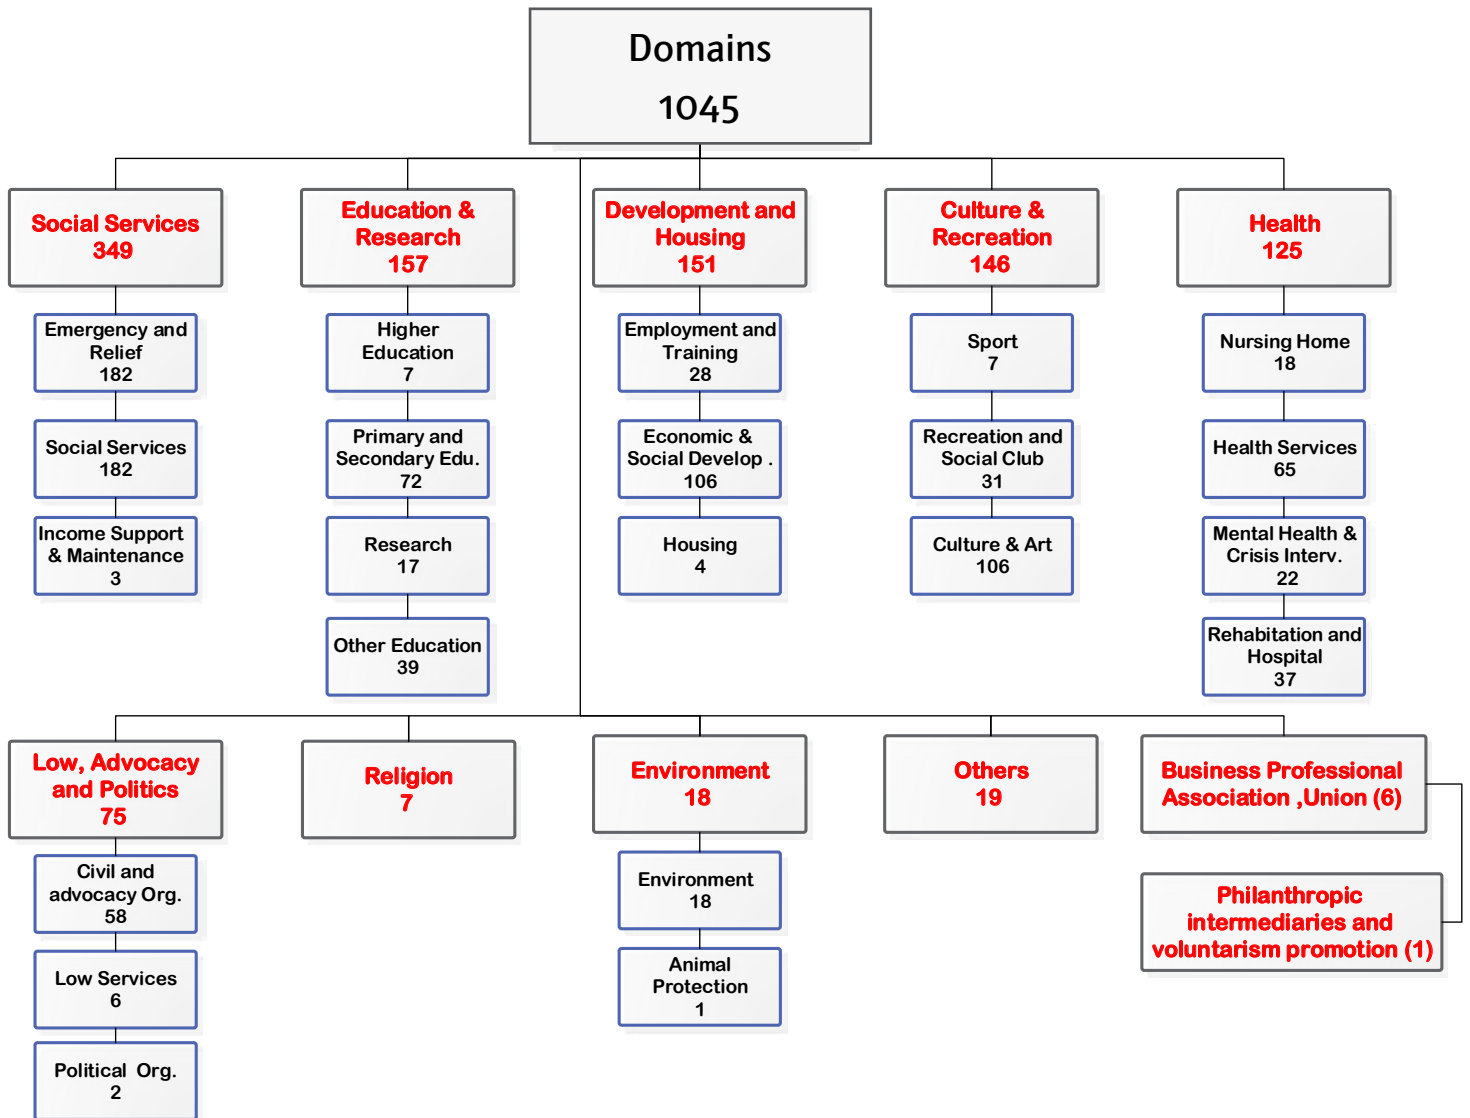 Domains
1045
Social Services
349
Education &
Research
157
Development and
Housing
151
Culture &
Recreation
146
Health
125
Emergency and
Relief
182
Higher
Education
7
Employment and
Training
28
Sport
7
Nursing Home
18
Social Services
182
Primary and
Secondary Edu.
72
Economic &
Social Develop .
106
Recreation and
Social Club
31
Health Services
65
Income Support
& Maintenance
3
Research
17
Housing
4
Culture & Art
106
Mental Health &
Crisis Interv.
22
Other Education
39
Rehabitation and
Hospital
37
Low, Advocacy
and Politics
75
Religion
7
Environment
18
Others
19
Business Professional
Association ,Union (6)
Civil and
advocacy Org.
58
Environment
18
Philanthropic
intermediaries and
voluntarism promotion (1)
Low Services
6
Animal
Protection
1
Political Org.
2